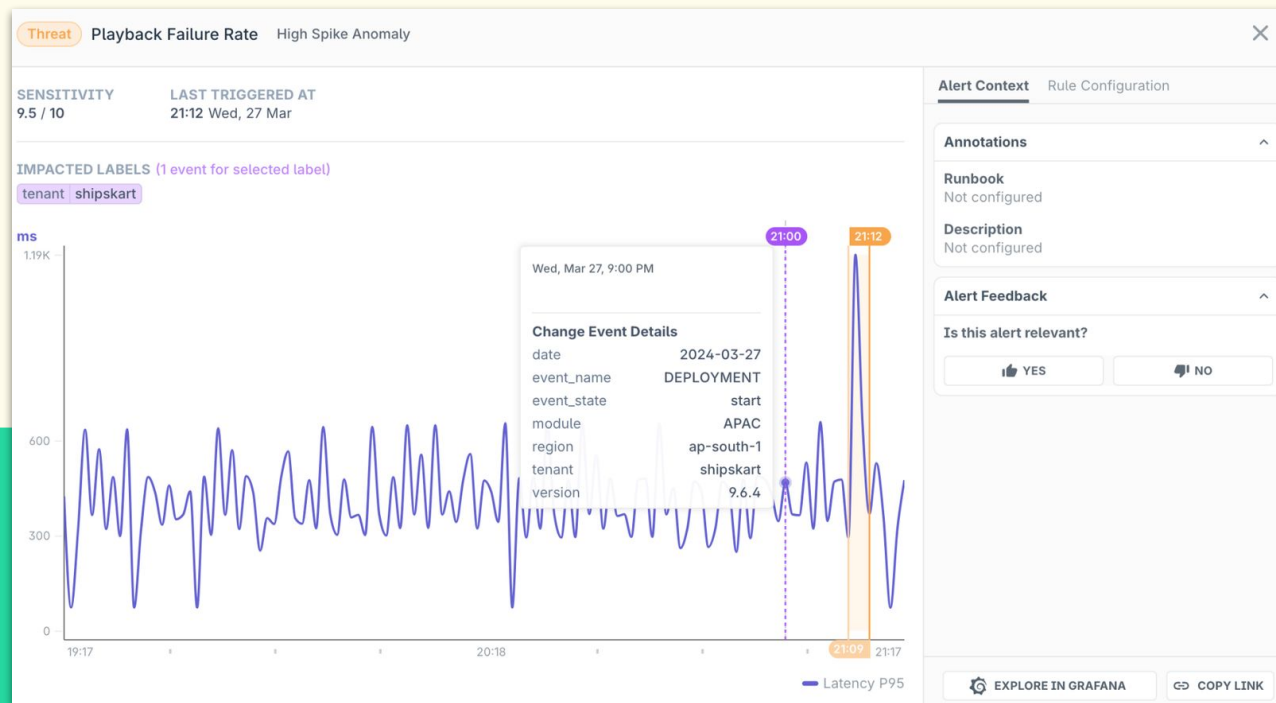 Threat Playback Failure Rate High Spike Anomaly
SENSITIVITY
9.5 / 10
LAST TRIGGERED AT
21:12 Wed, 27 Mar
IMPACTED LABELS (1 event for selected label)
tenant shipskart
ms
1.19K
600
300
0
21:00
21:12
Wed, Mar 27, 9:00 PM
Change Event Details
date 2024-03-27
event_name DEPLOYMENT
event_state start
module APAC
region ap-south-1
tenant shipskart
version 9.6.4
19:17
20:18
21:09
21:17
Latency P95
Alert Context Rule Configuration
Annotations
Runbook
Not configured
Description
Not configured
Alert Feedback
Is this alert relevant?
YES NO
EXPLORE IN GRAFANA COPY LINK